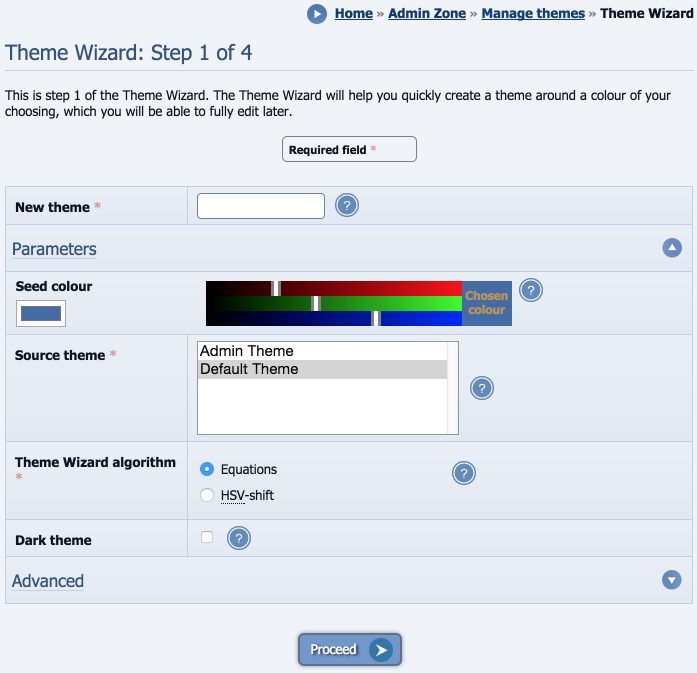 Home » Admin Zone » Manage themes » Theme Wizard
Theme Wizard: Step 1 of 4
This is step 1 of the Theme Wizard. The Theme Wizard will help you quickly create a theme around a colour of your
choosing, which you will be able to fully edit later.
Required field *
New theme * ?
Parameters
Seed colour
Chosen
colour
?
Source theme *
Admin Theme
Default Theme
?
Theme Wizard algorithm
*
Equations
HSV-shift
?
Dark theme ?
Advanced
Proceed